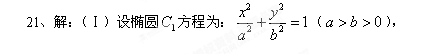 21、解:(Ⅰ)设椭圆C₁方程为:x²/a² + y²/b² = 1(a > b > 0),